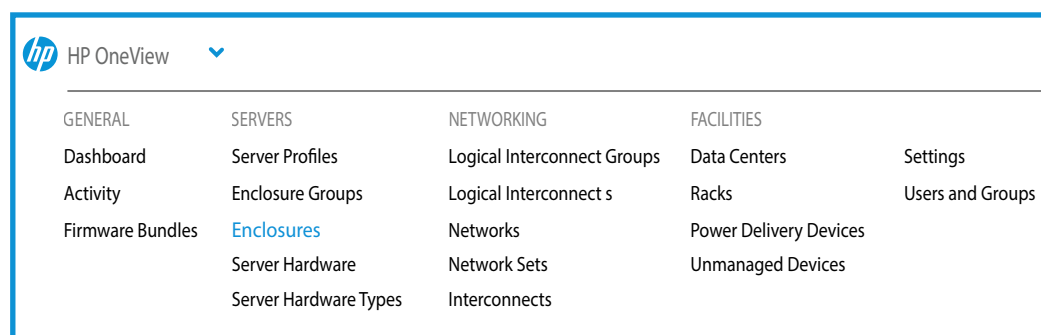 hp HP OneView
GENERAL SERVERS NETWORKING FACILITIES
Dashboard Server Profiles Logical Interconnect Groups Data Centers Settings
Activity Enclosure Groups Logical Interconnect s Racks Users and Groups
Firmware Bundles Enclosures Networks Power Delivery Devices
Server Hardware Network Sets Unmanaged Devices
Server Hardware Types Interconnects